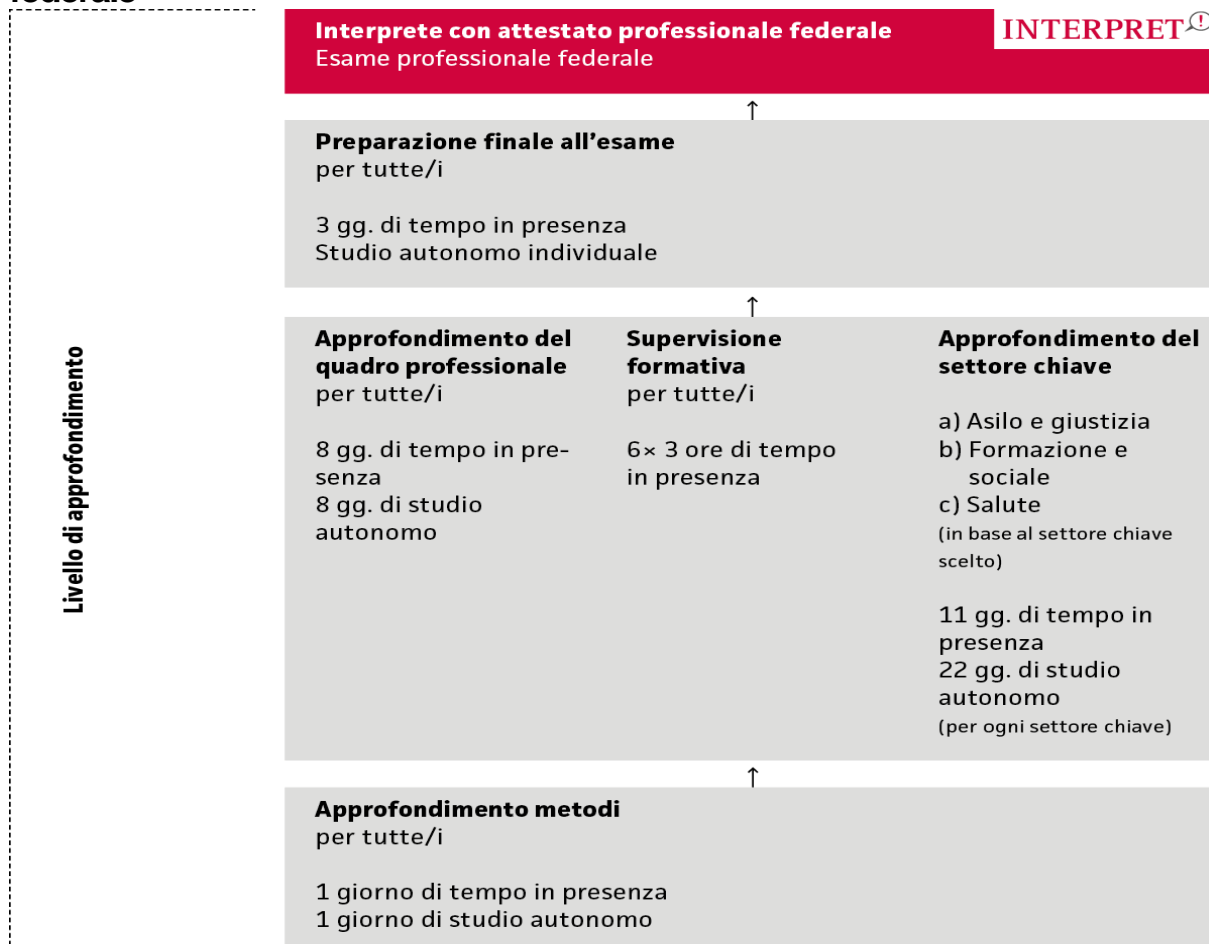 federale
Interprete con attestato professionale federale
Esame professionale federale
INTERPRET
!
↑
Preparazione finale all’esame
per tutte/i
3 gg. di tempo in presenza
Studio autonomo individuale
↑
Livello di approfondimento
Approfondimento del
quadro professionale
per tutte/i
8 gg. di tempo in pre-
senza
8 gg. di studio
autonomo
Supervisione
formativa
per tutte/i
6× 3 ore di tempo
in presenza
Approfondimento del
settore chiave
a) Asilo e giustizia
b) Formazione e
sociale
c) Salute
(in base al settore chiave
scelto)
11 gg. di tempo in
presenza
22 gg. di studio
autonomo
(per ogni settore chiave)
↑
Approfondimento metodi
per tutte/i
1 giorno di tempo in presenza
1 giorno di studio autonomo